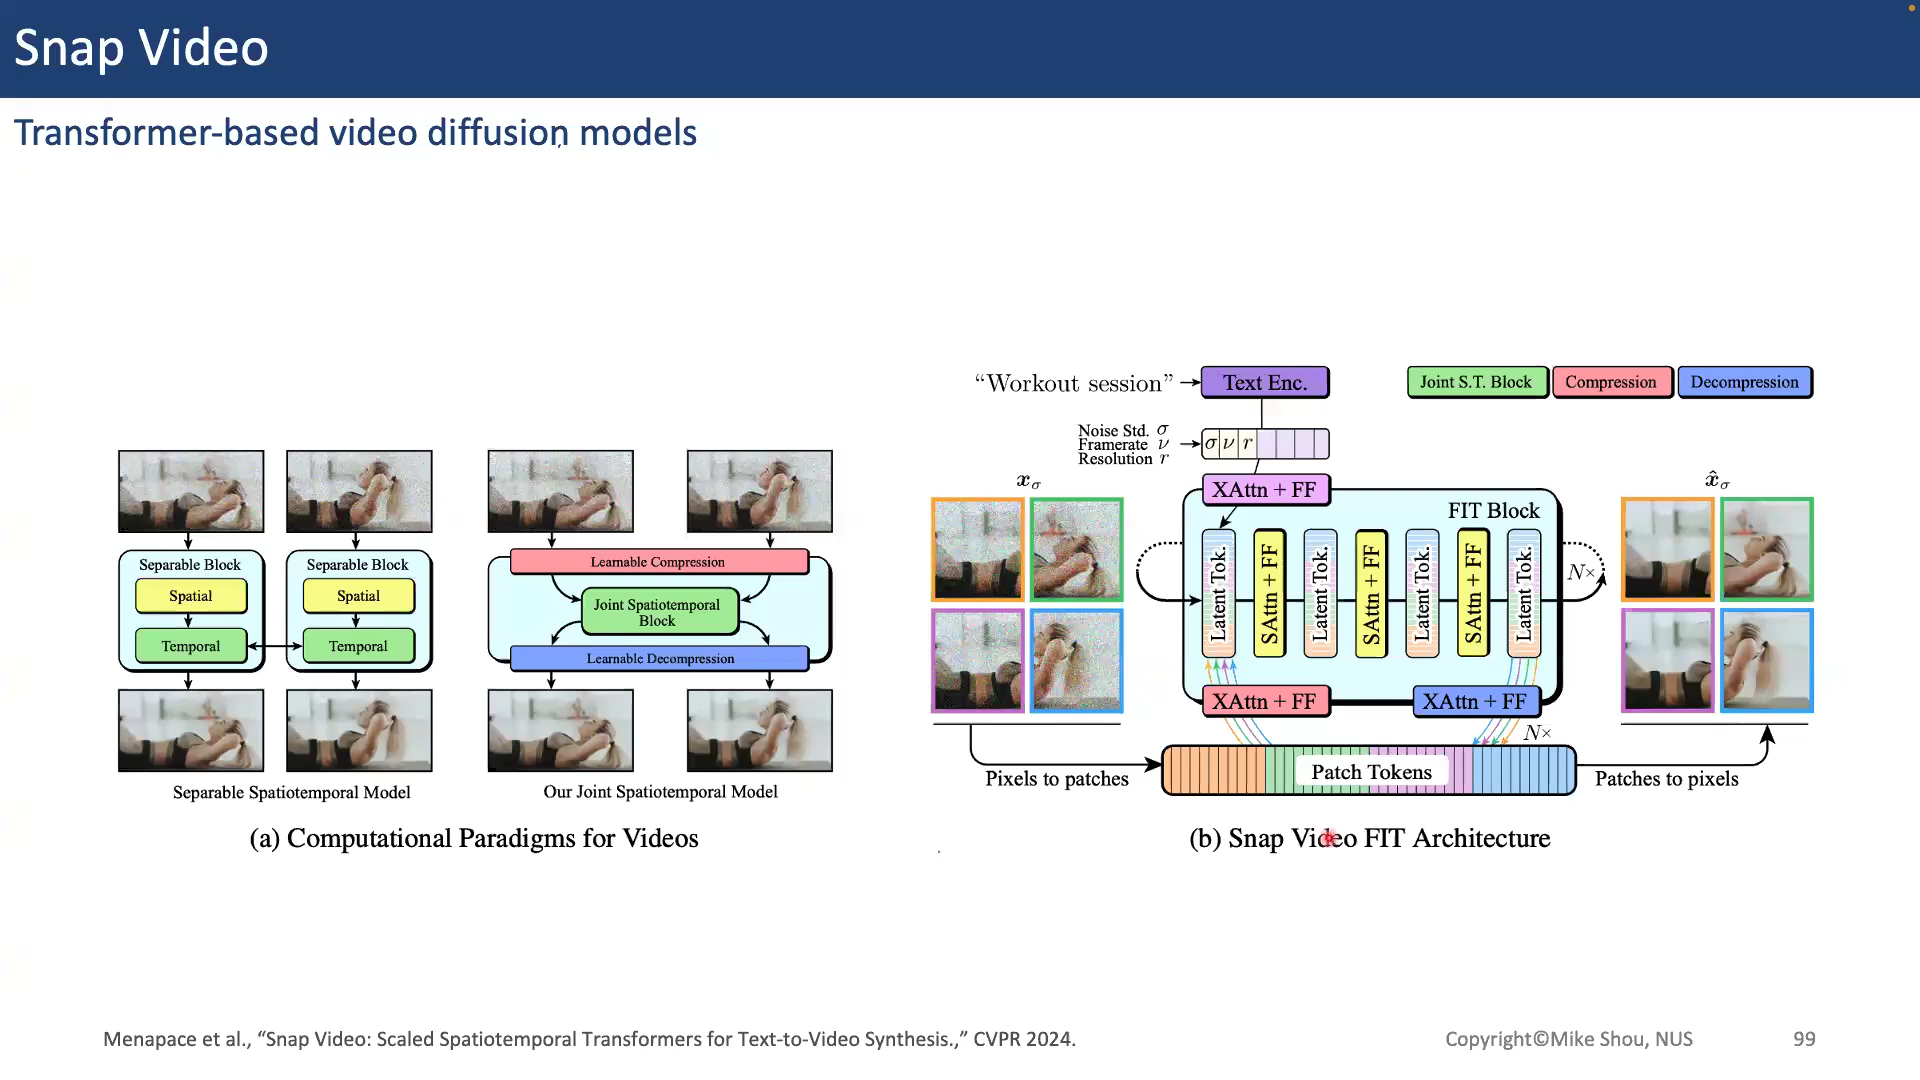 Snap Video
Transformer-based video diffusion models
Separable Block
Spatial
Temporal
Separable Block
Spatial
Temporal
Separable Spatiotemporal Model
Learnable Compression
Joint Spatiotemporal
Block
Learnable Decompression
Our Joint Spatiotemporal Model
(a) Computational Paradigms for Videos
“Workout session”
Text Enc.
Joint S.T. Block
Compression
Decompression
Noise Std. σ
Framerate ν
Resolution r
σ ν r
x_σ
XAttn + FF
FIT Block
Latent Tok.
SAttn + FF
Latent Tok.
SAttn + FF
Latent Tok.
SAttn + FF
Latent Tok.
N×
x̂_σ
XAttn + FF
XAttn + FF
N×
Pixels to patches
Patch Tokens
Patches to pixels
(b) Snap Video FIT Architecture
Menapace et al., “Snap Video: Scaled Spatiotemporal Transformers for Text-to-Video Synthesis.,” CVPR 2024.
Copyright©Mike Shou, NUS
99